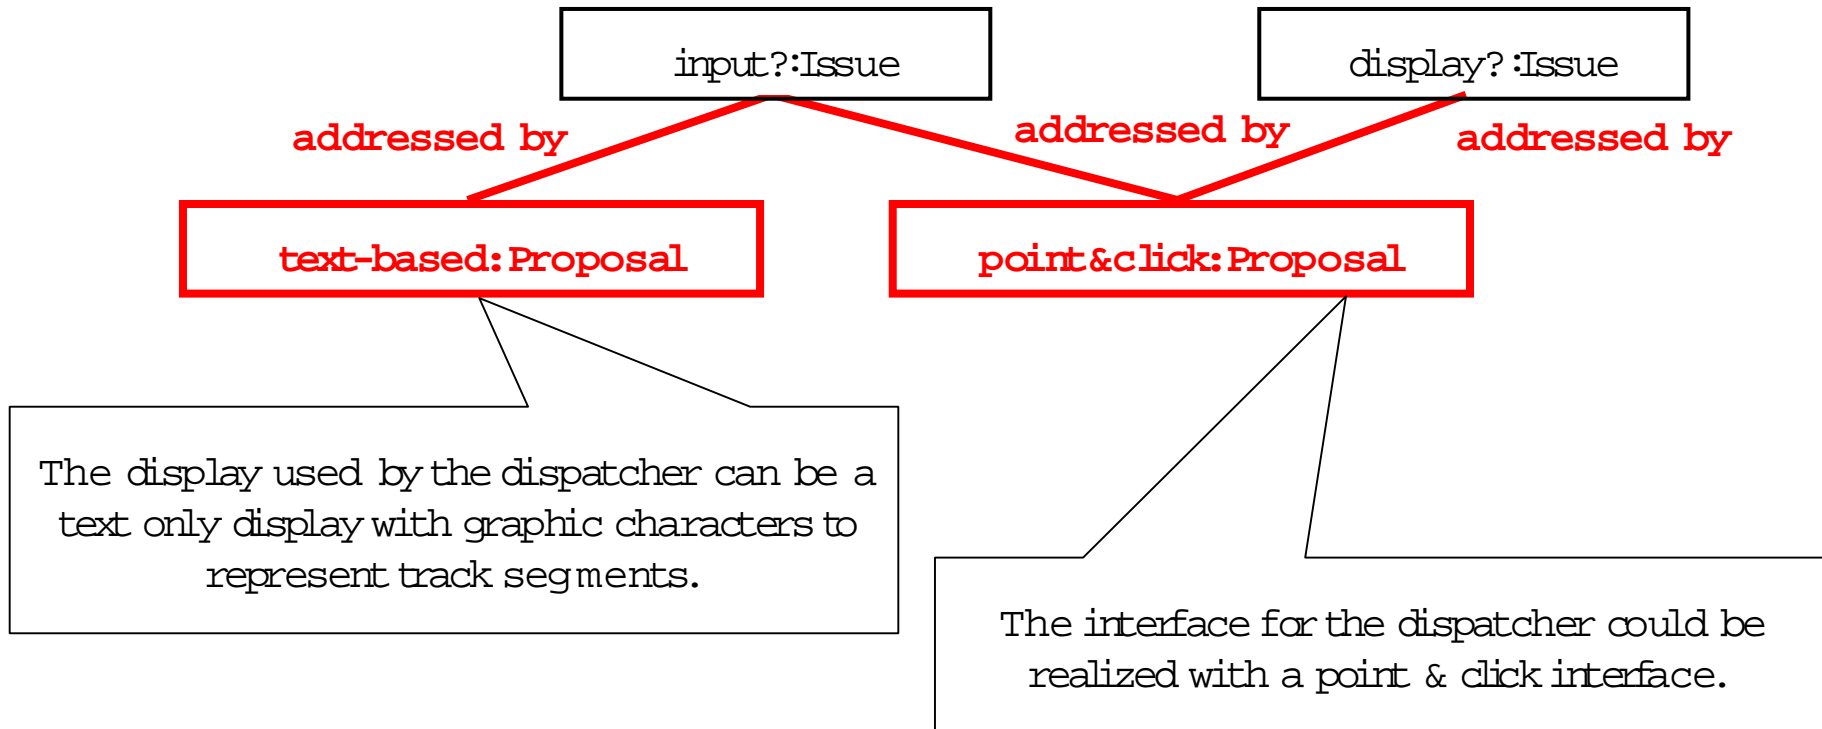 input?:Issue
display?:Issue
addressed by
addressed by
addressed by
text-based:Proposal
point&click:Proposal
The display used by the dispatcher can be a
text only display with graphic characters to
represent track segments.
The interface for the dispatcher could be
realized with a point & click interface.